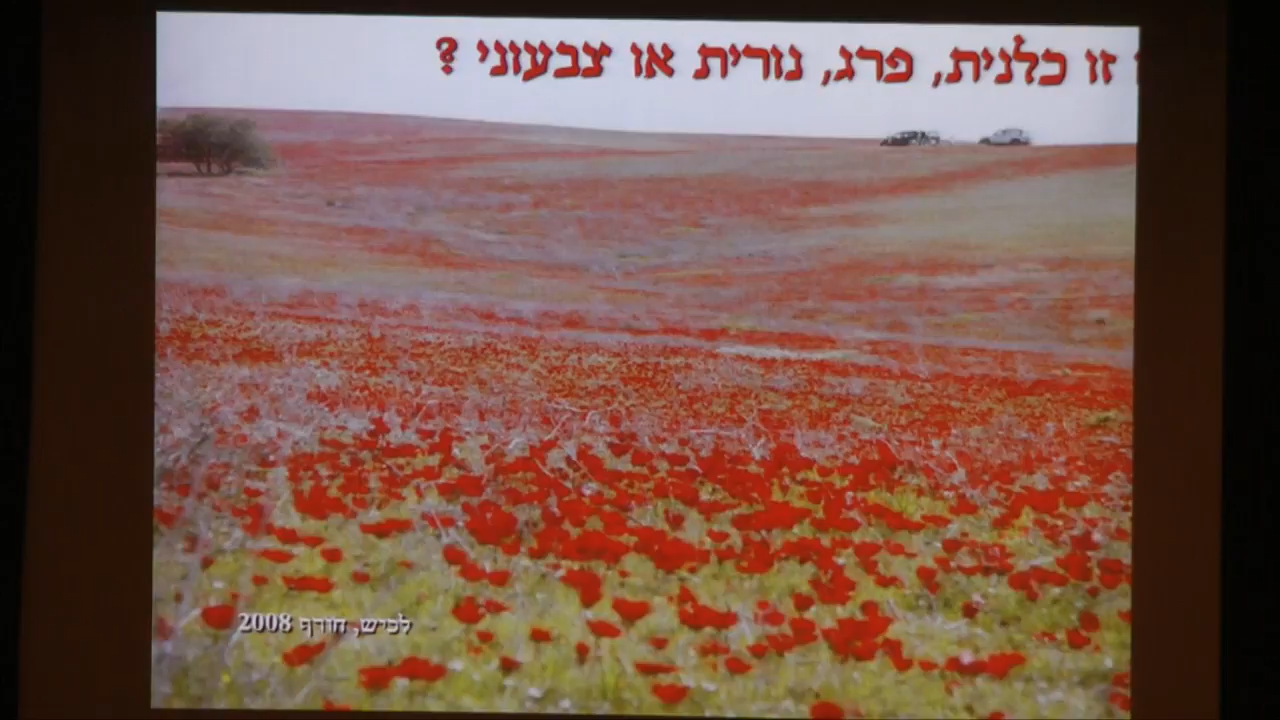 זו כלנית, פרג, נורית או צבעוני ?
לכיש, חורף 2008